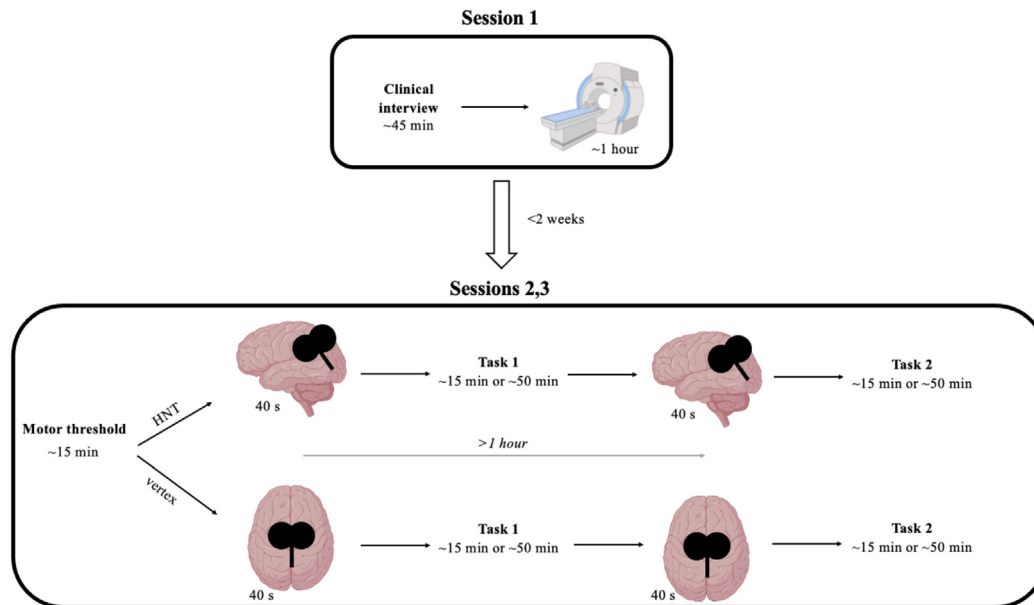 Session 1
Clinical
interview
~45 min
~1 hour
<2 weeks
Sessions 2,3
Motor threshold
~15 min
HNT
vertex
40 s
Task 1
~15 min or ~50 min
40 s
Task 2
~15 min or ~50 min
>1 hour
40 s
Task 1
~15 min or ~50 min
40 s
Task 2
~15 min or ~50 min